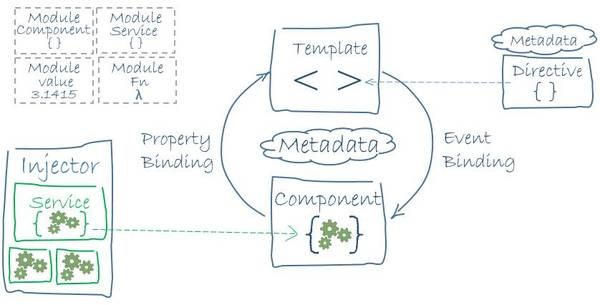 Module
Component
{ }
Module
Service
{ }
Module
value
3.1415
Module
Fn
λ
Template
< >
Metadata
Directive
{ }
Property
Binding
Metadata
Event
Binding
Injector
Service
{ }
Component
{ }